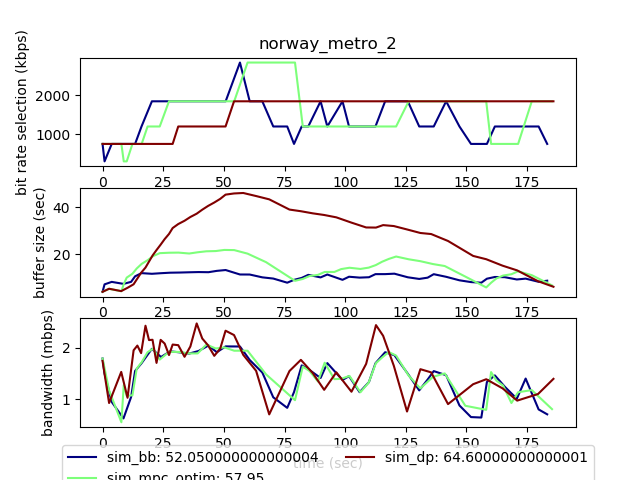 norway_metro_2
bit rate selection (kbps)
2000
1000
0 25 50 75 100 125 150 175
buffer size (sec)
40
20
0 25 50 75 100 125 150 175
bandwidth (mbps)
2
1
0 25 50 75 100 125 150 175
time (sec)
sim_bb: 52.050000000000004
sim_mpc_optim: 57.95
sim_dp: 64.60000000000001